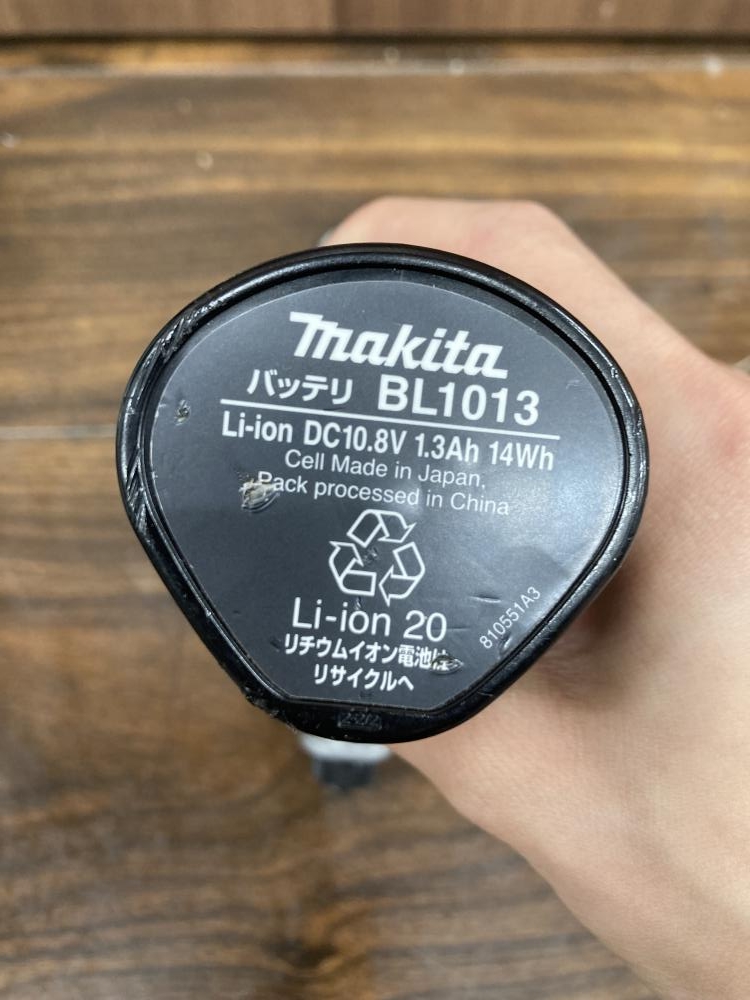 makita
バッテリ BL1013
Li-ion DC10.8V 1.3Ah 14Wh
Cell Made in Japan,
Pack processed in China
Li-ion 20
リチウムイオン電池は
リサイクルへ
810551A3